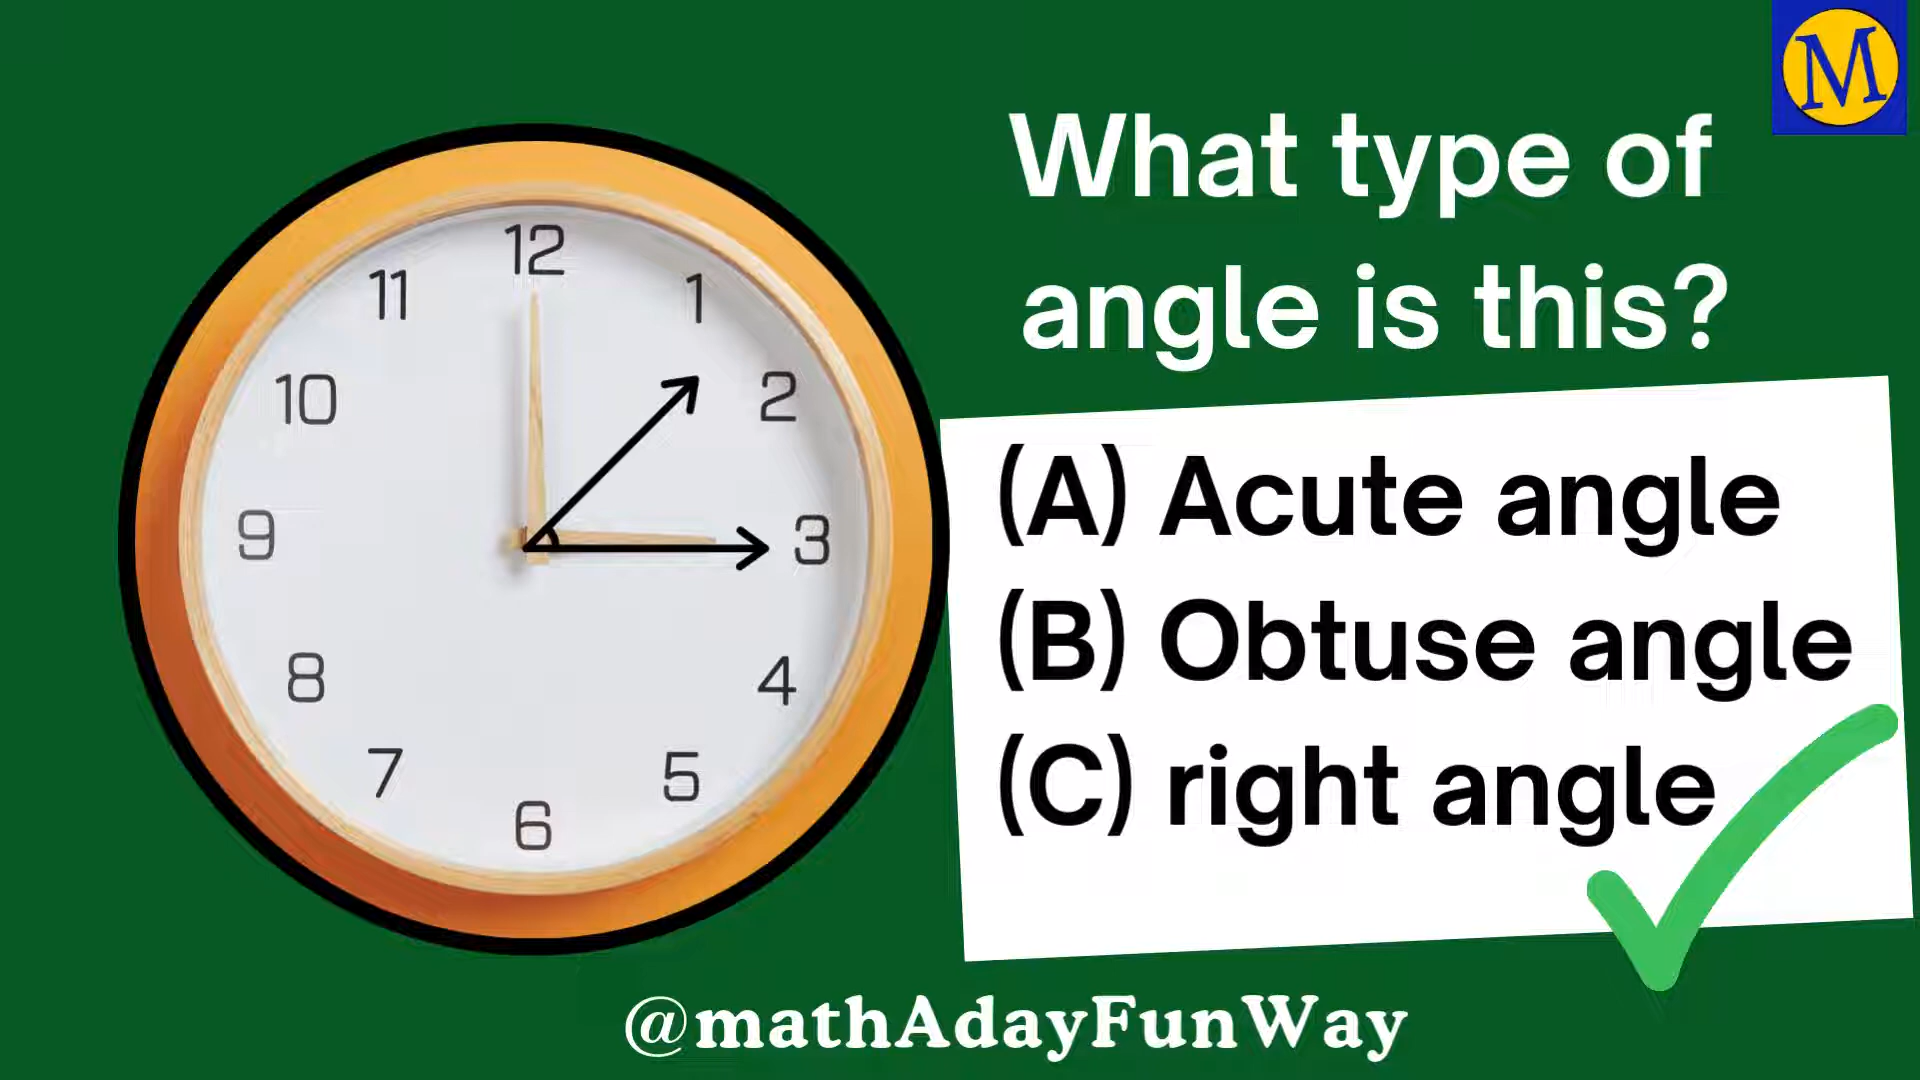 M
What type of
angle is this?
12
11
1
10
2
9
3
8
4
7
5
6
(A) Acute angle
(B) Obtuse angle
(C) right angle
@mathAdayFunWay